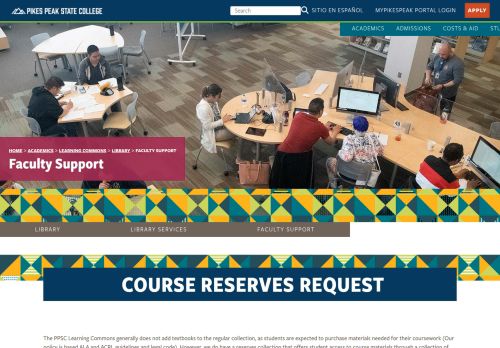 PIKES PEAK STATE COLLEGE
Search
SITIO EN ESPAÑOL
MYPIKESPEAK PORTAL LOGIN
APPLY
ACADEMICS
ADMISSIONS
COSTS & AID
STU
HOME > ACADEMICS > LEARNING COMMONS > LIBRARY > FACULTY SUPPORT
Faculty Support
LIBRARY
LIBRARY SERVICES
FACULTY SUPPORT
COURSE RESERVES REQUEST
The PPSC Learning Commons generally does not add textbooks to the regular collection, as students are expected to purchase materials needed for their coursework (Our
policy is based ALA and ACRL guidelines and legal code). However, we do have a reserves collection that offers student access to course materials through a collection of